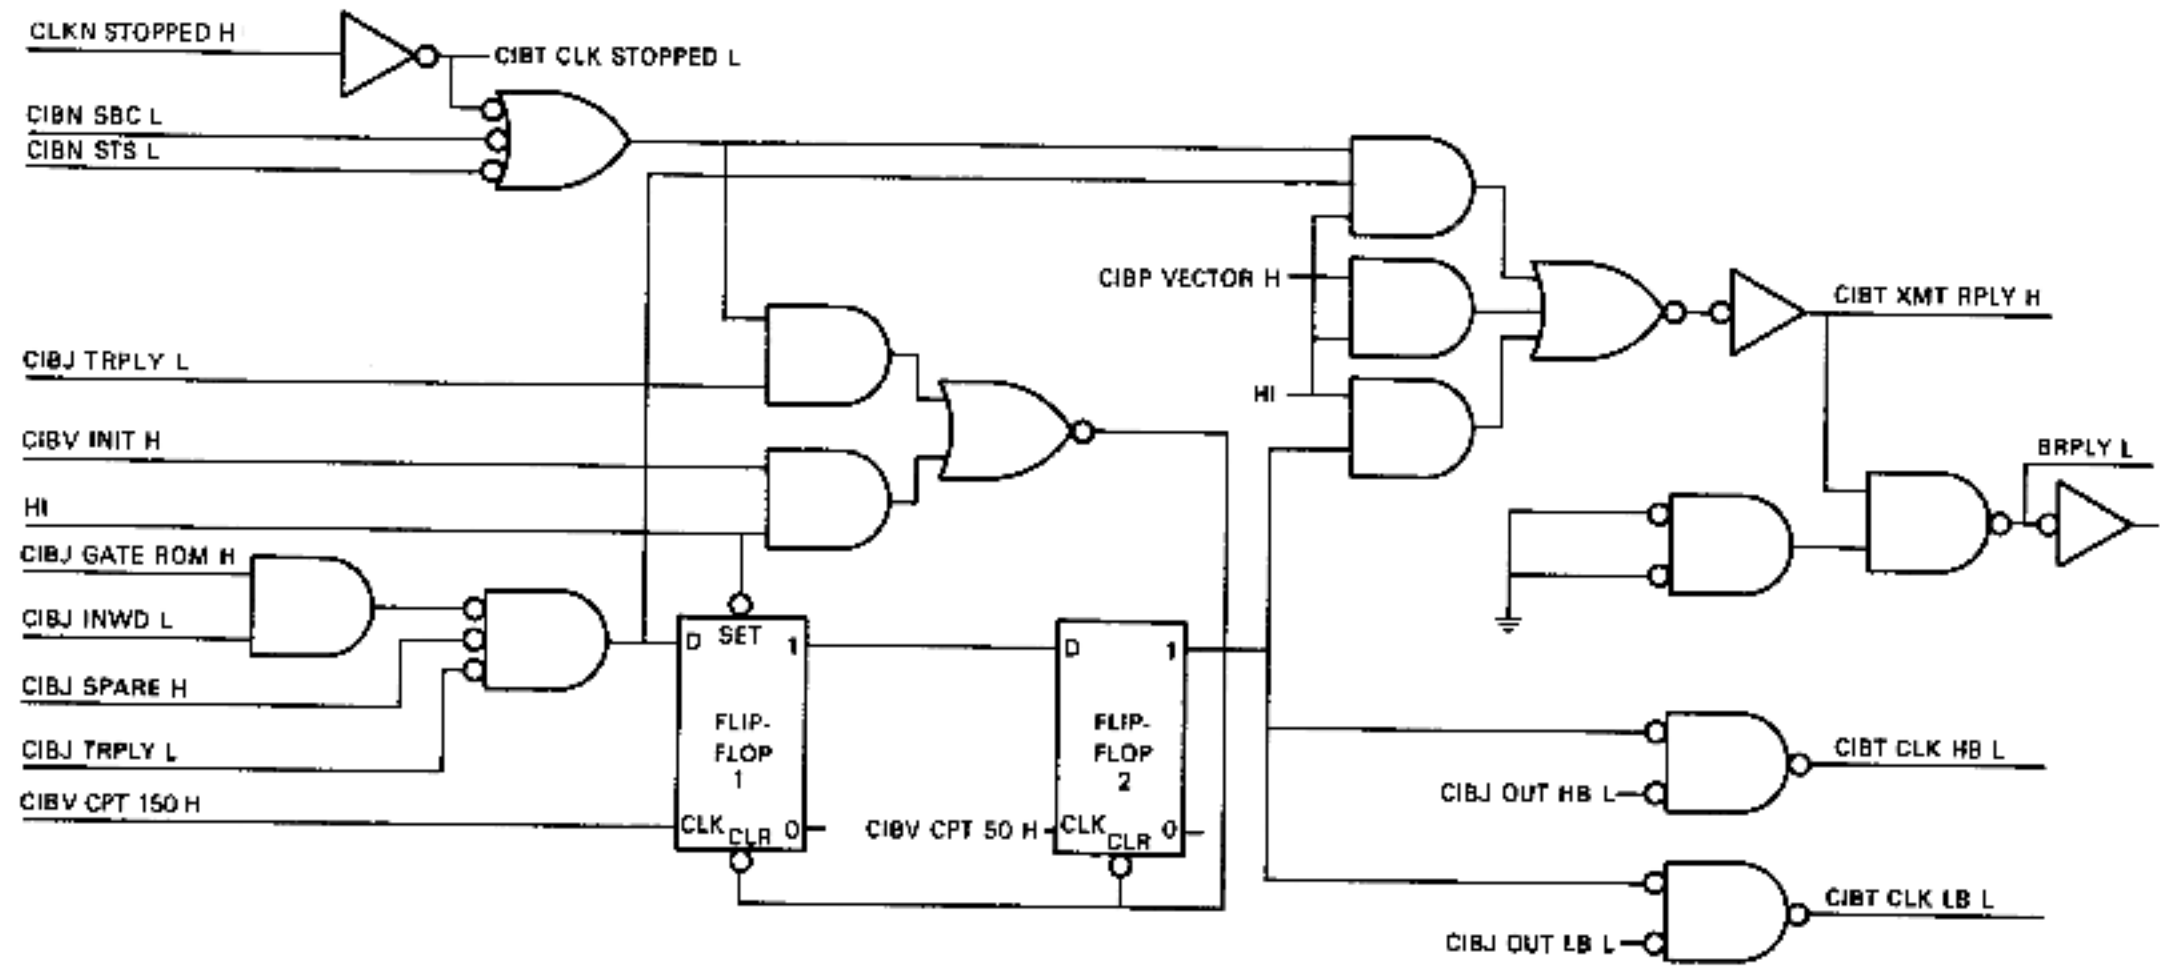 CLKN STOPPED H
CIBT CLK STOPPED L
CIBN SBC L
CIBN STS L
CIBP VECTOR H
CIBT XMT RPLY H
CIBJ TRPLY L
HI
CIBV INIT H
BRPLY L
HI
CIBJ GATE ROM H
CIBJ INWD L
D SET 1
D 1
CIBJ SPARE H
FLIP-
FLOP
1
FLIP-
FLOP
2
CIBJ TRPLY L
CIBT CLK HB L
CIBJ OUT HB L
CIBV CPT 150 H
CLK CLR 0
CIBV CPT 50 H
CLK CLR 0
CIBT CLK LB L
CIBJ OUT LB L